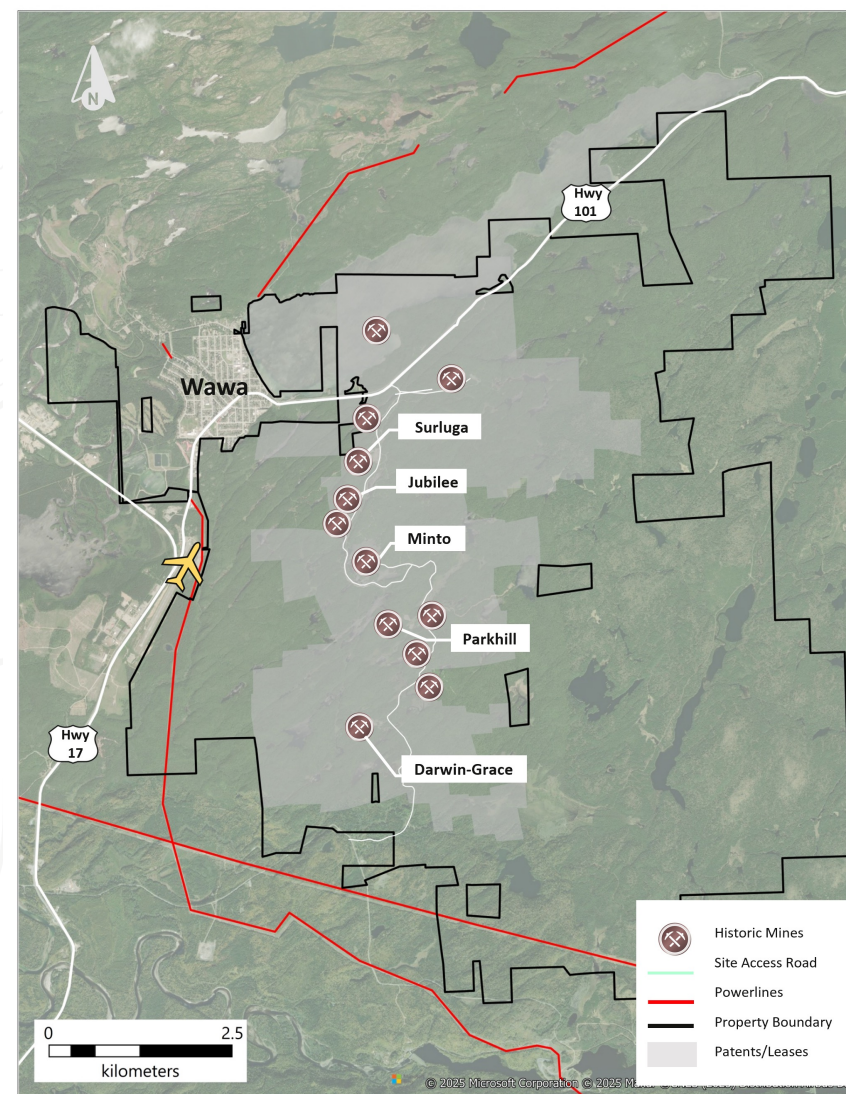 N
Hwy
101
Wawa
Surluga
Jubilee
Minto
Parkhill
Darwin-Grace
Hwy
17
Historic Mines
Site Access Road
Powerlines
Property Boundary
Patents/Leases
0 2.5
kilometers
© 2025 Microsoft Corporation © 2025